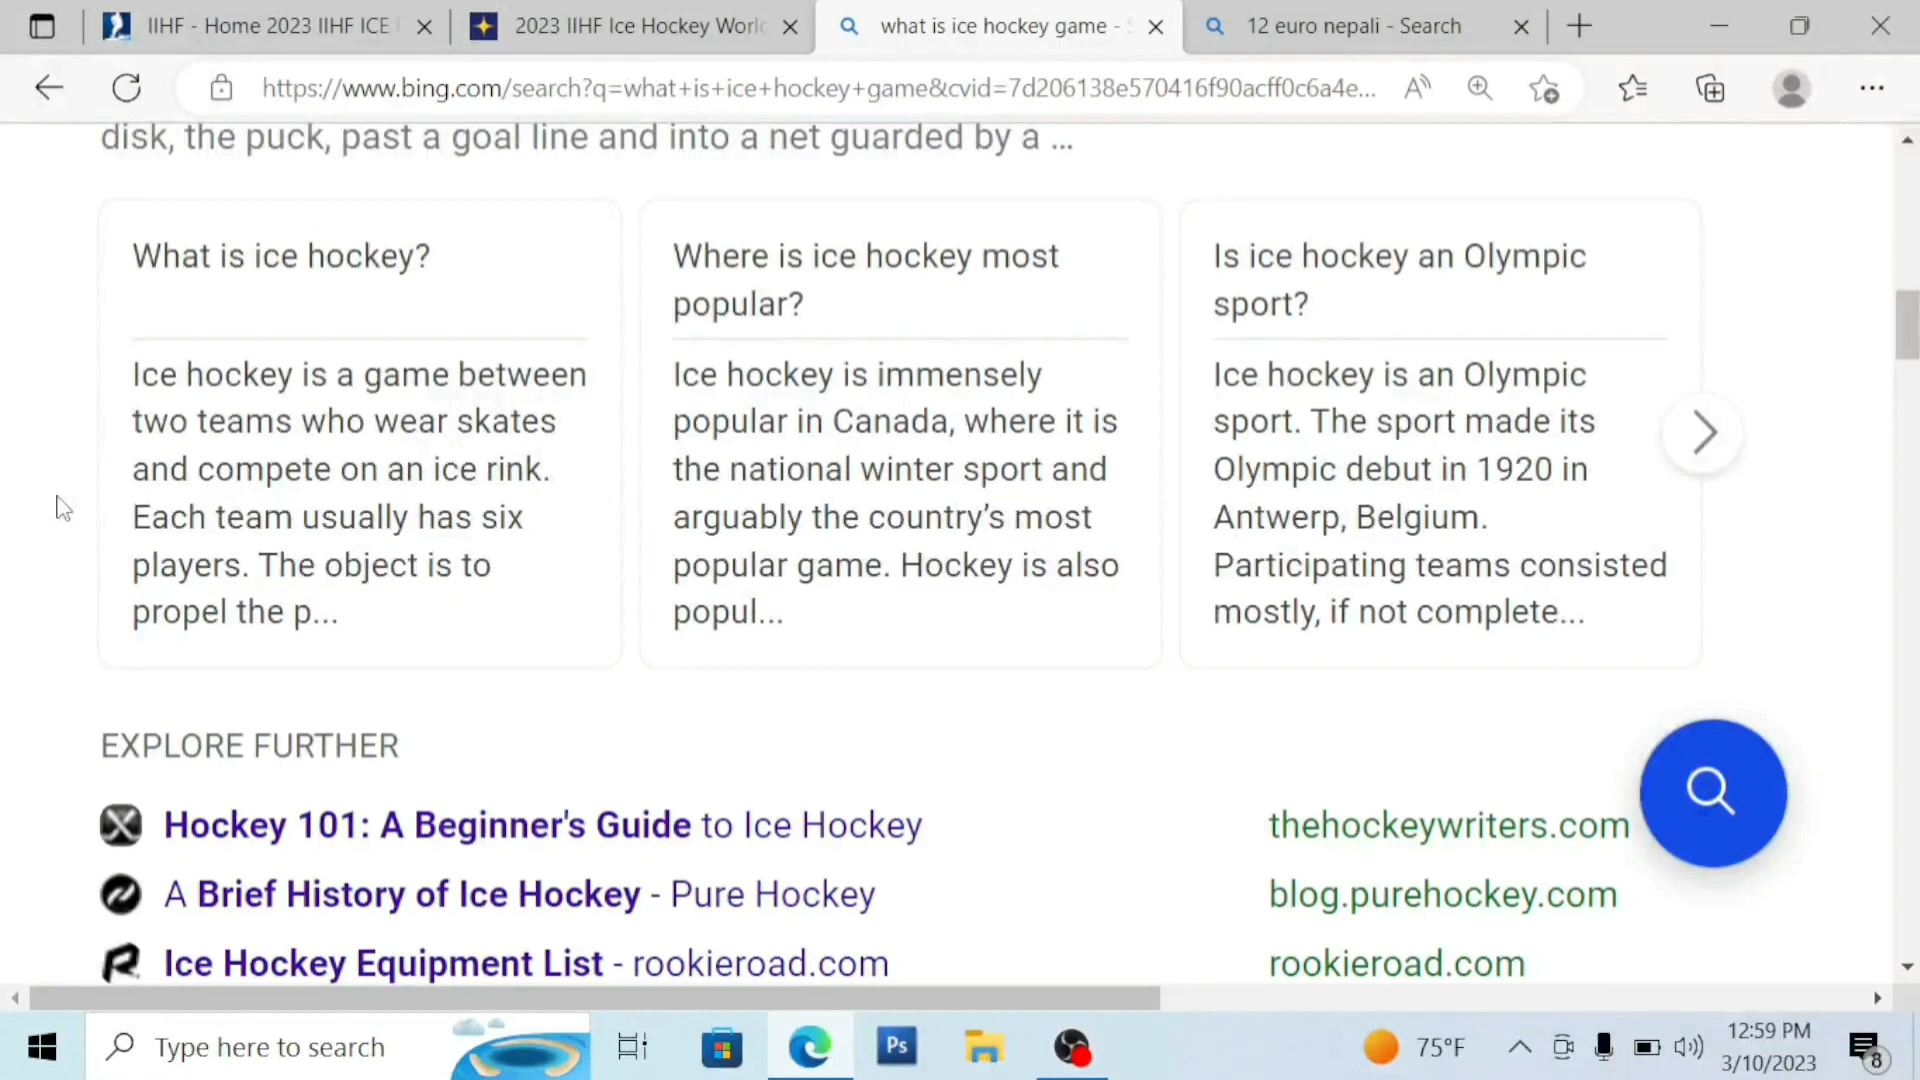 IIHF - Home 2023 IIHF ICE
2023 IIHF Ice Hockey Worl
what is ice hockey game -
12 euro nepali - Search
https://www.bing.com/search?q=what+is+ice+hockey+game&cvid=7d206138e570416f90acff0c6a4e...
disk, the puck, past a goal line and into a net guarded by a ...
What is ice hockey?
Ice hockey is a game between
two teams who wear skates
and compete on an ice rink.
Each team usually has six
players. The object is to
propel the p...
Where is ice hockey most
popular?
Ice hockey is immensely
popular in Canada, where it is
the national winter sport and
arguably the country's most
popular game. Hockey is also
popul...
Is ice hockey an Olympic
sport?
Ice hockey is an Olympic
sport. The sport made its
Olympic debut in 1920 in
Antwerp, Belgium.
Participating teams consisted
mostly, if not complete...
EXPLORE FURTHER
Hockey 101: A Beginner's Guide to Ice Hockey
thehockeywriters.com
A Brief History of Ice Hockey - Pure Hockey
blog.purehockey.com
Ice Hockey Equipment List - rookieroad.com
rookieroad.com
Type here to search
Ps
75°F
12:59 PM
3/10/2023
8